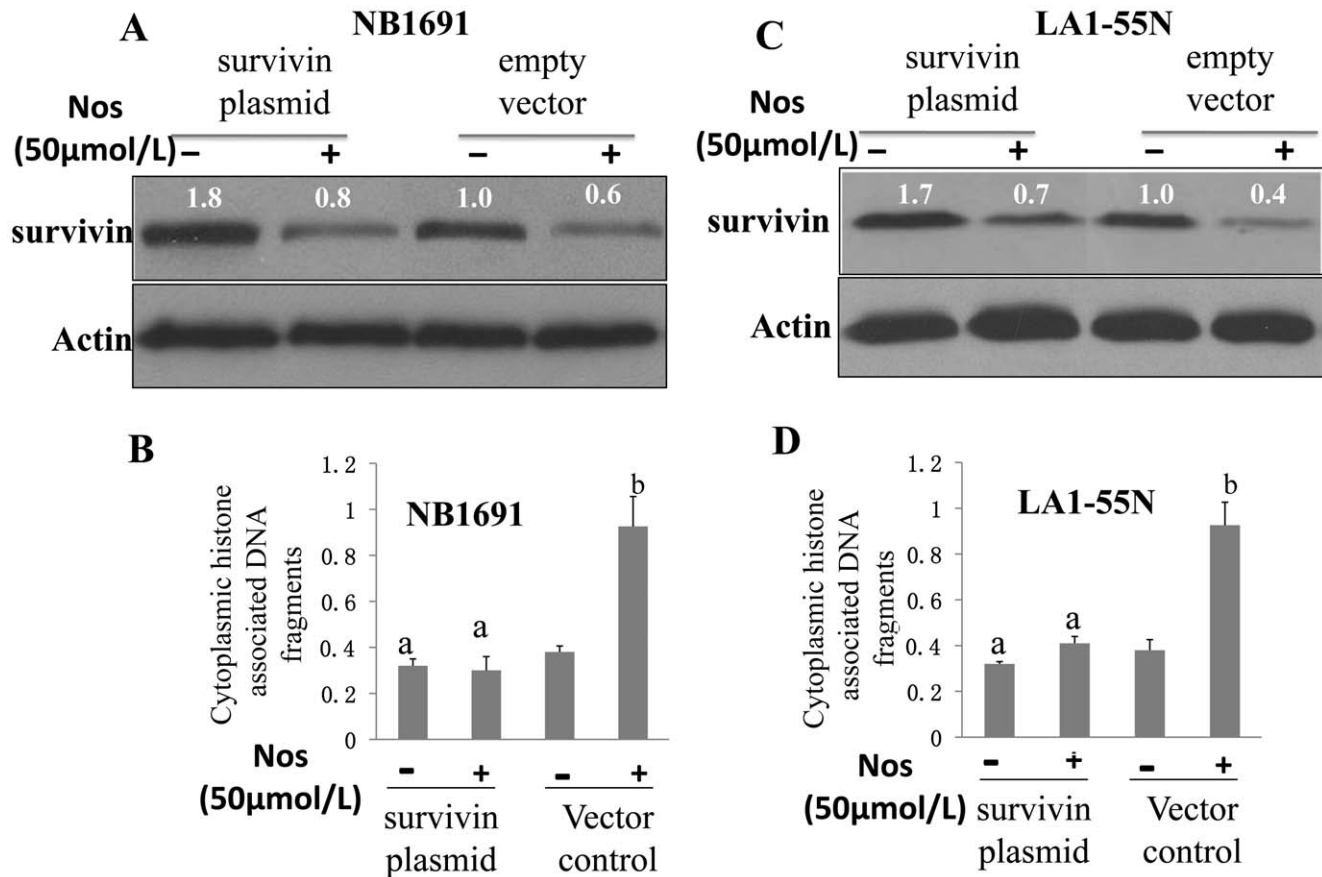 A
NB1691
survivin plasmid
empty vector
Nos (50μmol/L)
− + − +
1.8 0.8 1.0 0.6
survivin
Actin
C
LA1-55N
survivin plasmid
empty vector
Nos (50μmol/L)
− + − +
1.7 0.7 1.0 0.4
survivin
Actin
B
NB1691
Cytoplasmic histone
associated DNA
fragments
1.2
1
0.8
0.6
0.4
0.2
0
a a b
Nos
(50μmol/L)
- + - +
survivin plasmid
Vector control
D
LA1-55N
Cytoplasmic histone
associated DNA
fragments
1.2
1
0.8
0.6
0.4
0.2
0
a a b
Nos
(50μmol/L)
- + - +
survivin plasmid
Vector control